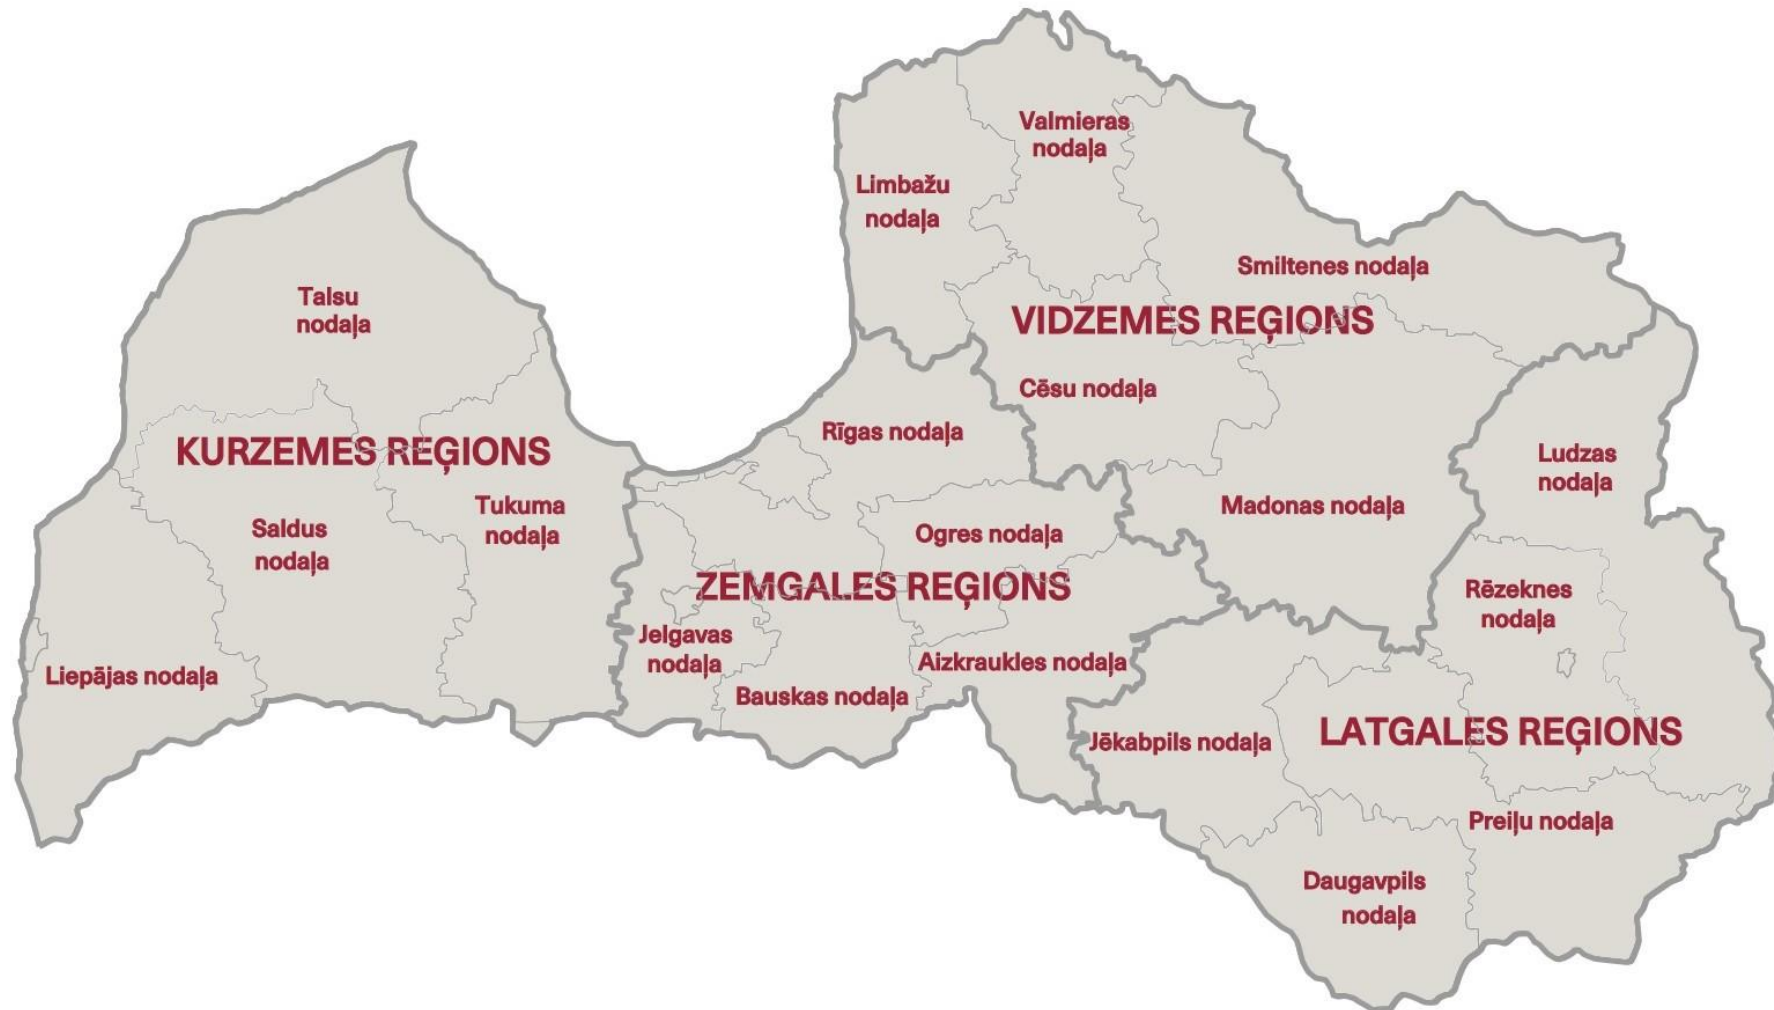 Valmieras
nodaļa
Limbažu
nodaļa
Smiltenes nodaļa
VIDZEMES REĢIONS
Cēsu nodaļa
Madonas nodaļa
Talsu
nodaļa
KURZEMES REĢIONS
Tukuma
nodaļa
Saldus
nodaļa
Liepājas nodaļa
Rīgas nodaļa
Ogres nodaļa
ZEMGALES REĢIONS
Jelgavas
nodaļa
Bauskas nodaļa
Aizkraukles nodaļa
Ludzas
nodaļa
Rēzeknes
nodaļa
LATGALES REĢIONS
Jēkabpils nodaļa
Preiļu nodaļa
Daugavpils
nodaļa